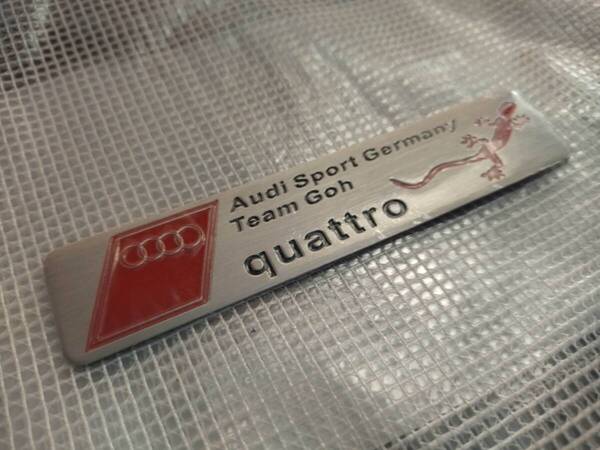 Audi Sport Germany
Team Goh
quattro